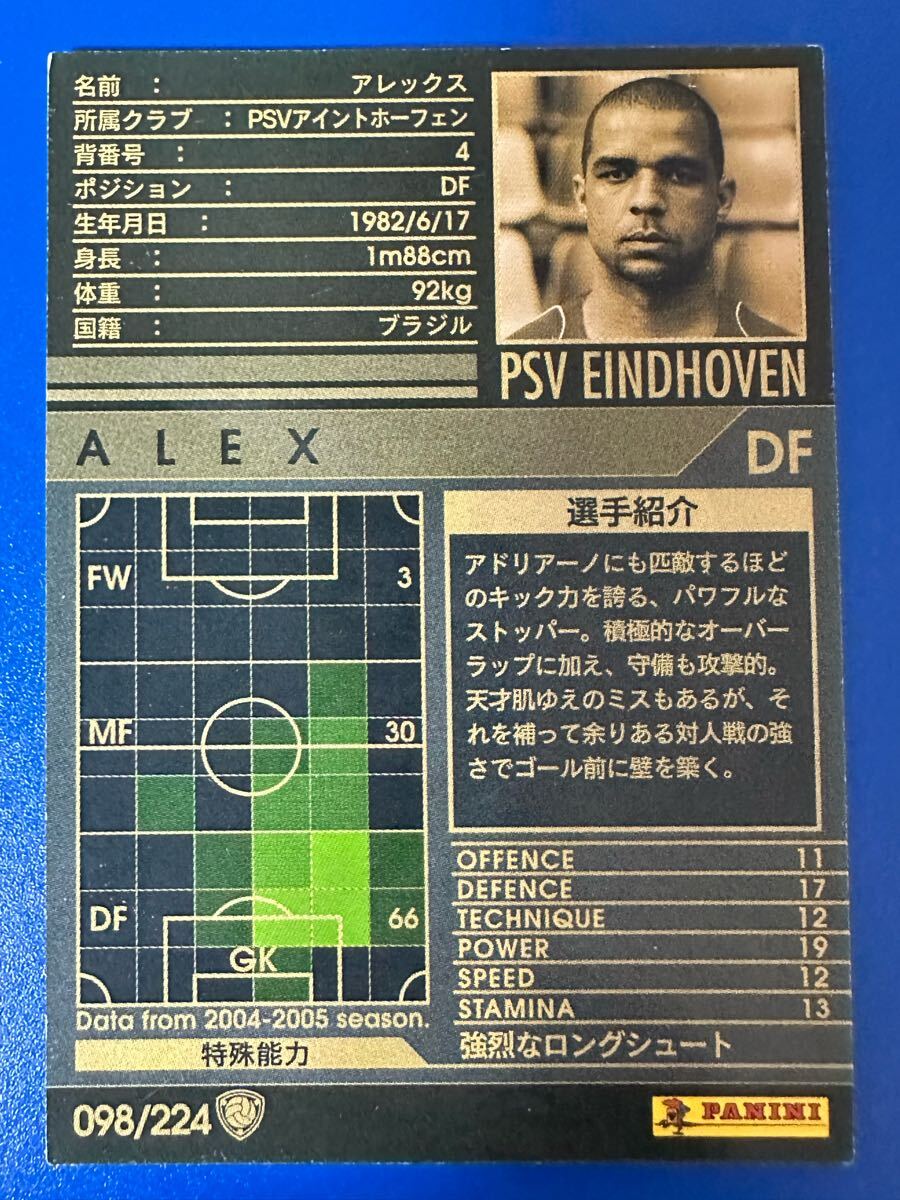 名前 : アレックス
所属クラブ : PSVアイントホーフェン
背番号 : 4
ポジション : DF
生年月日 : 1982/6/17
身長 : 1m88cm
体重 : 92kg
国籍 : ブラジル
PSV EINDHOVEN
ALEX
DF
FW 3
MF 30
DF 66
GK
Data from 2004-2005 season.
選手紹介
アドリアーノにも匹敵するほど
のキック力を誇る、パワフルな
ストッパー。積極的なオーバー
ラップに加え、守備も攻撃的。
天才肌ゆえのミスもあるが、そ
れを補って余りある対人戦の強
さでゴール前に壁を築く。
OFFENCE 11
DEFENCE 17
TECHNIQUE 12
POWER 19
SPEED 12
STAMINA 13
特殊能力 強烈なロングシュート
098/224
PANINI